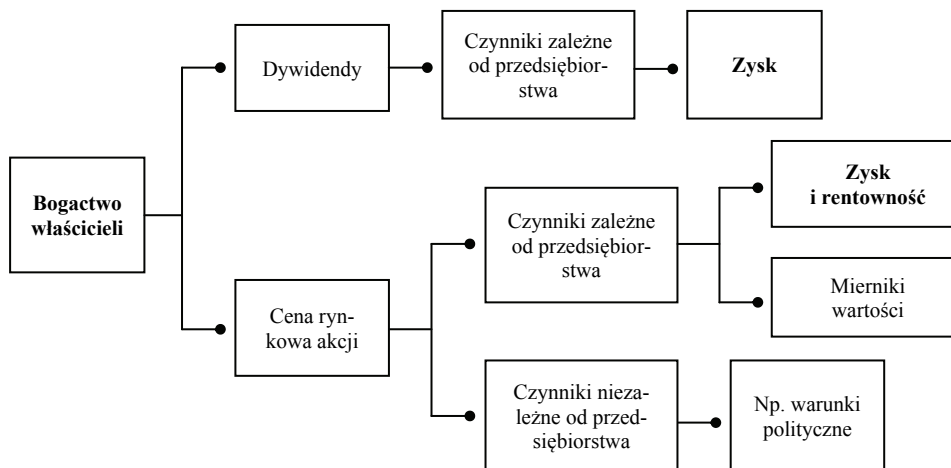 Dywidendy
Czynniki zależne
od przedsiębior-
stwa
Zysk
Bogactwo
właścicieli
Zysk
i rentowność
Czynniki zależne
od przedsiębior-
stwa
Mierniki
wartości
Cena ryn-
kowa akcji
Czynniki nieza-
leżne od przed-
siębiorstwa
Np. warunki
polityczne